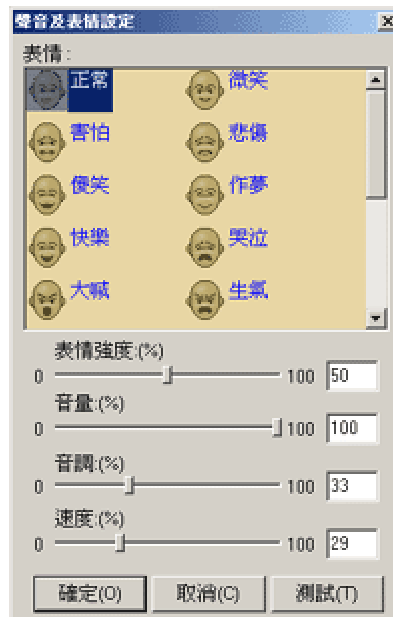 聲音及表情設定
表情:
正常 微笑
害怕 悲傷
傻笑 作夢
快樂 哭泣
大喊 生氣
表情強度:(%)
0 100 50
音量:(%)
0 100 100
音調:(%)
0 100 33
速度:(%)
0 100 29
確定(O) 取消(C) 測試(T)